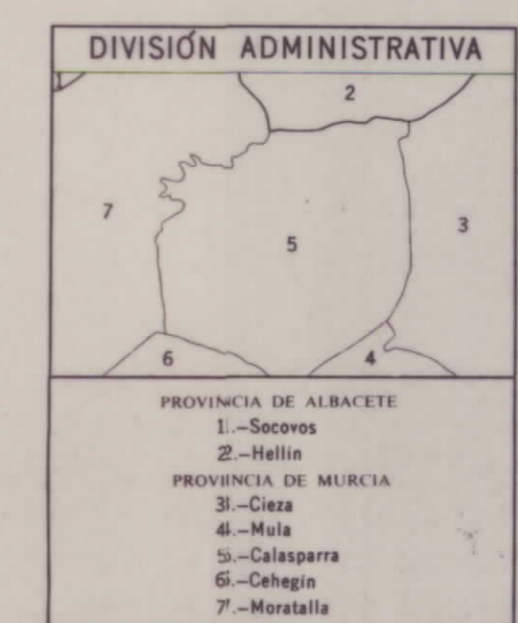 DIVISIÓN ADMINISTRATIVA
1
2
7
3
5
6
4
PROVINCIA DE ALBACETE
1.-Socovos
2.-Hellín
PROVINCIA DE MURCIA
3.-Cieza
4.-Mula
5.-Calasparra
6.-Cehegín
7.-Moratalla